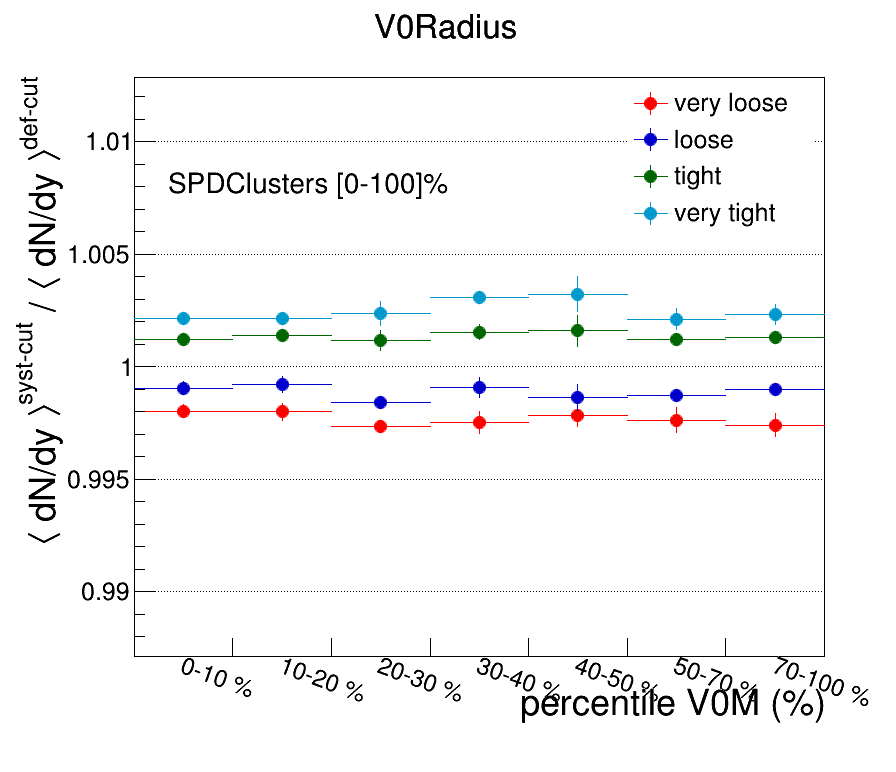 V0Radius
⟨ dN/dy ⟩^syst-cut / ⟨ dN/dy ⟩^def-cut
1.01
1.005
1
0.995
0.99
very loose
loose
tight
very tight
SPDClusters [0-100]%
0-10 %
10-20 %
20-30 %
30-40 %
40-50 %
50-70 %
70-100 %
percentile V0M (%)